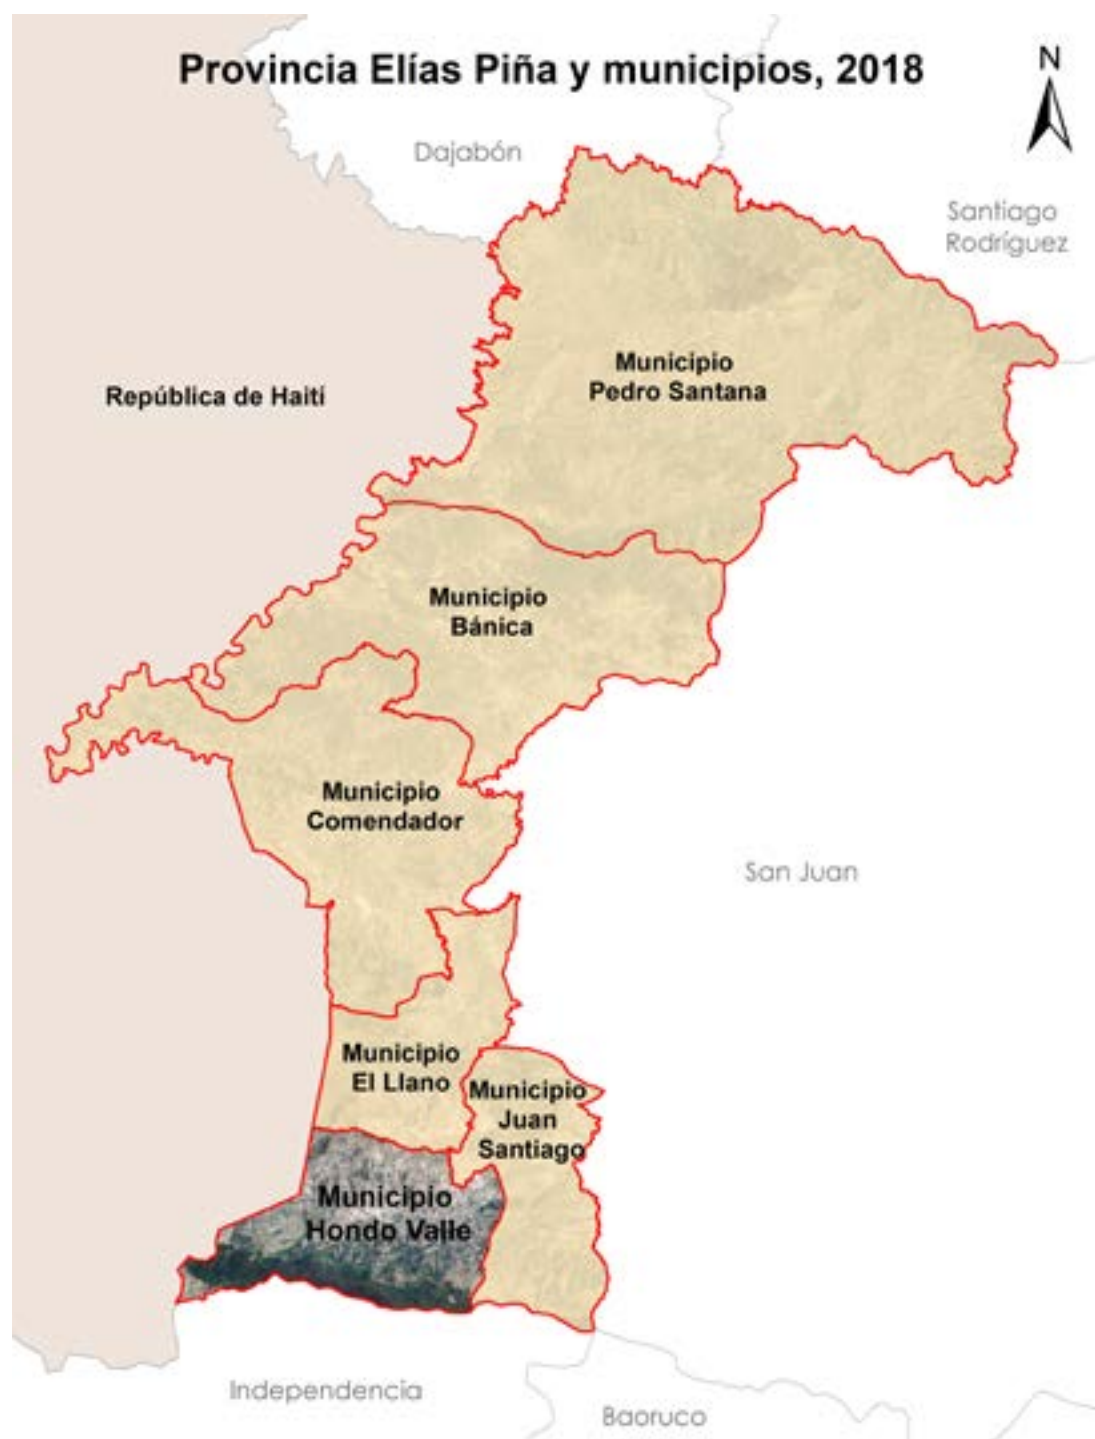 Provincia Elías Piña y municipios, 2018
N
Dajabón
Santiago
Rodríguez
República de Haití
Municipio
Pedro Santana
Municipio
Bánica
Municipio
Comendador
San Juan
Municipio
El Llano
Municipio
Juan
Santiago
Municipio
Hondo Valle
Independencia
Baoruco